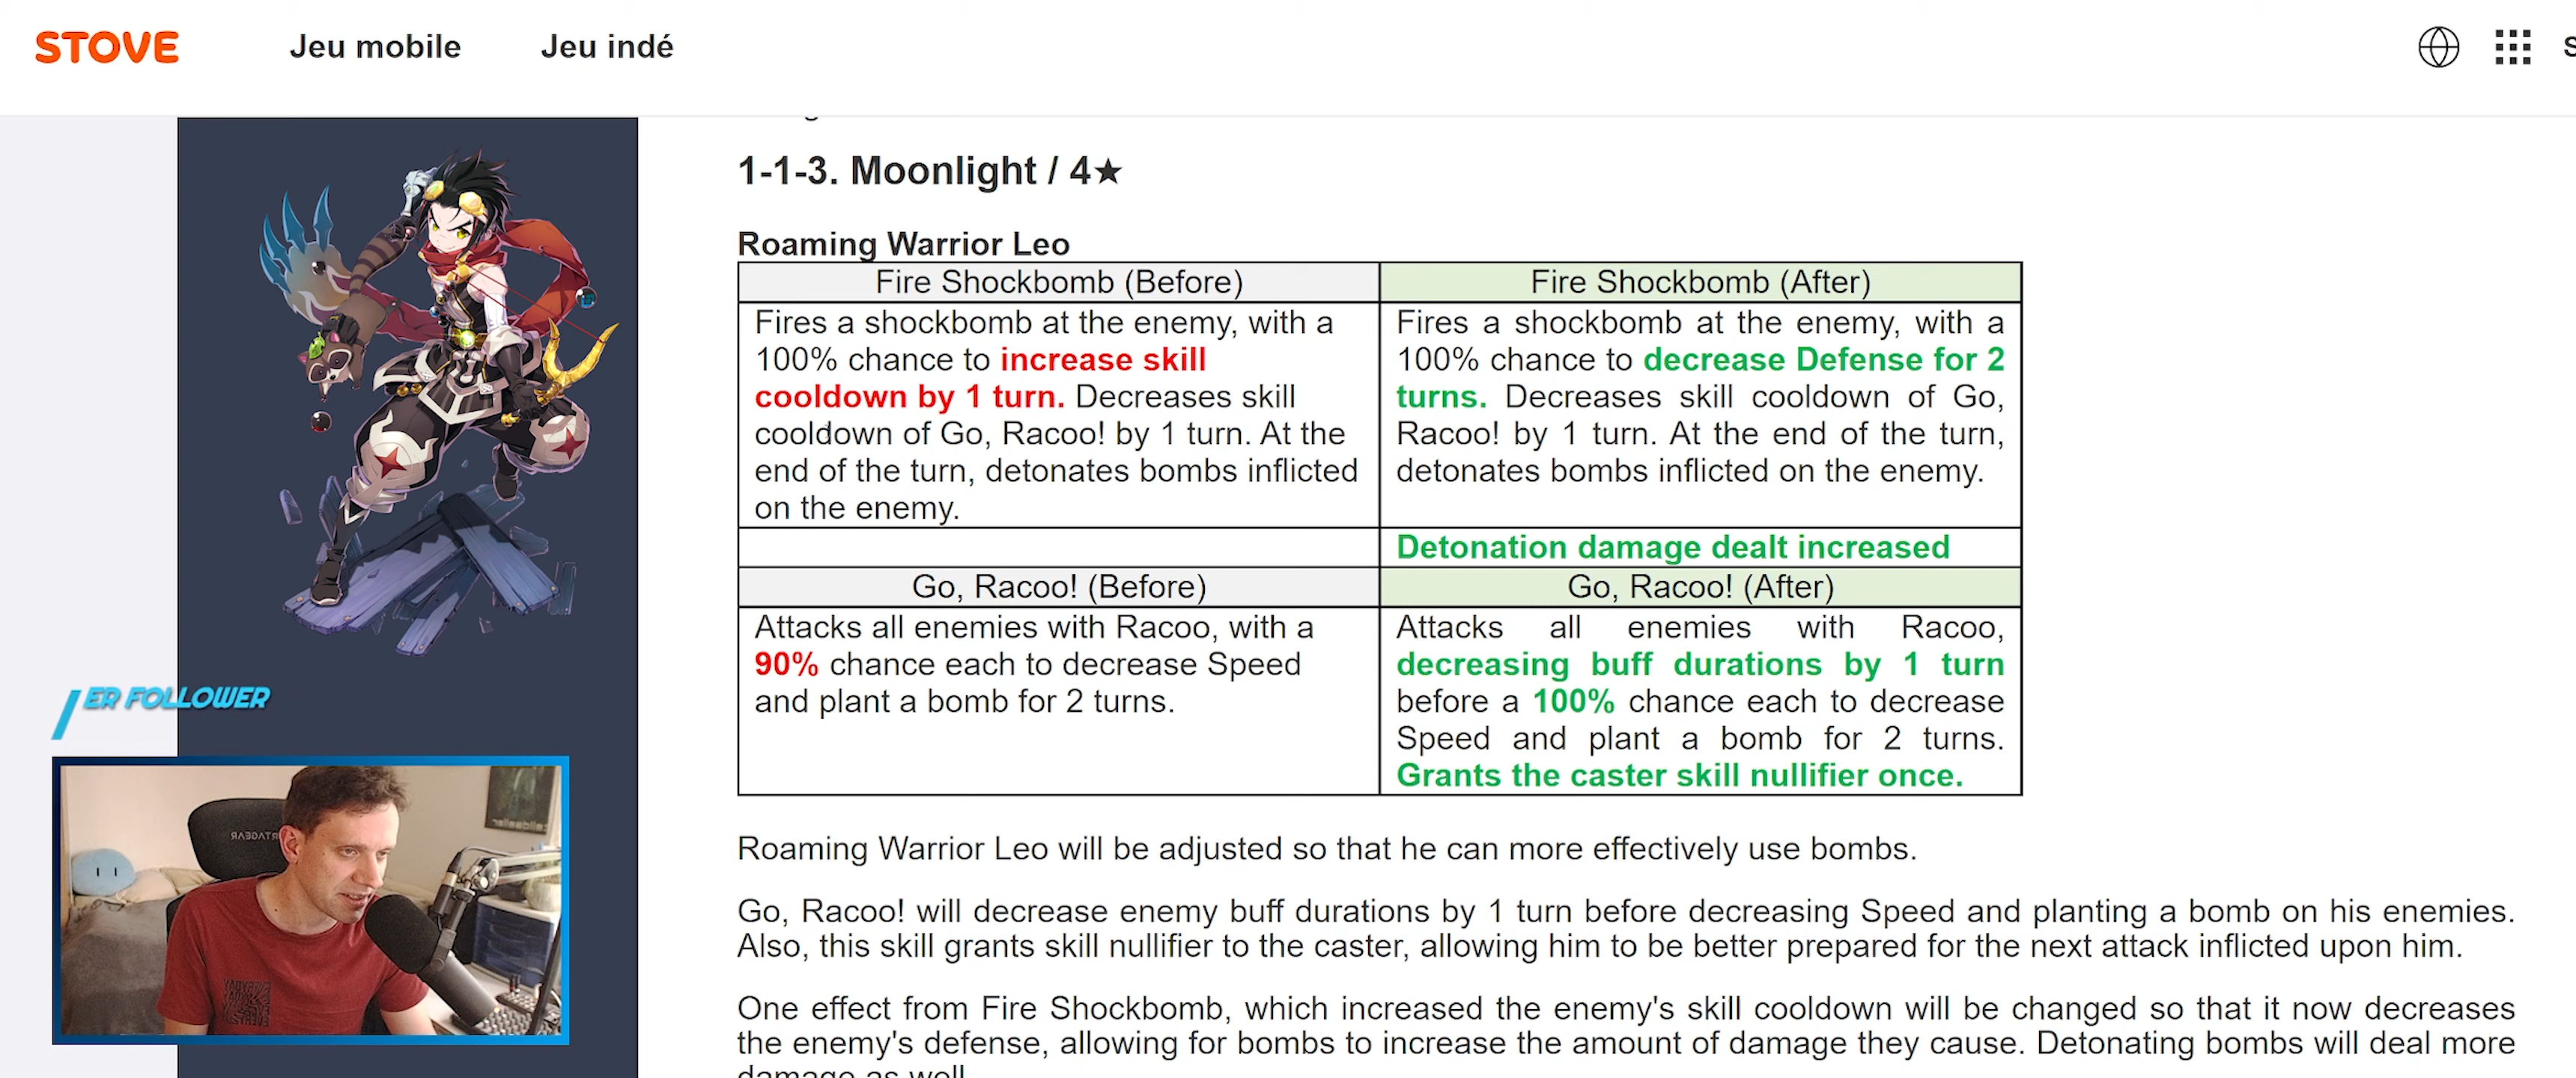 STOVE
Jeu mobile
Jeu indé
1-1-3. Moonlight / 4★
Roaming Warrior Leo
Fire Shockbomb (Before)
Fires a shockbomb at the enemy, with a
100% chance to increase skill
cooldown by 1 turn. Decreases skill
cooldown of Go, Racoo! by 1 turn. At the
end of the turn, detonates bombs inflicted
on the enemy.
Fire Shockbomb (After)
Fires a shockbomb at the enemy, with a
100% chance to decrease Defense for 2
turns. Decreases skill cooldown of Go,
Racoo! by 1 turn. At the end of the turn,
detonates bombs inflicted on the enemy.
Detonation damage dealt increased
Go, Racoo! (Before)
Attacks all enemies with Racoo, with a
90% chance each to decrease Speed
and plant a bomb for 2 turns.
Go, Racoo! (After)
Attacks all enemies with Racoo,
decreasing buff durations by 1 turn
before a 100% chance each to decrease
Speed and plant a bomb for 2 turns.
Grants the caster skill nullifier once.
ER FOLLOWER
Roaming Warrior Leo will be adjusted so that he can more effectively use bombs.
Go, Racoo! will decrease enemy buff durations by 1 turn before decreasing Speed and planting a bomb on his enemies.
Also, this skill grants skill nullifier to the caster, allowing him to be better prepared for the next attack inflicted upon him.
One effect from Fire Shockbomb, which increased the enemy's skill cooldown will be changed so that it now decreases
the enemy's defense, allowing for bombs to increase the amount of damage they cause. Detonating bombs will deal more
damage as well